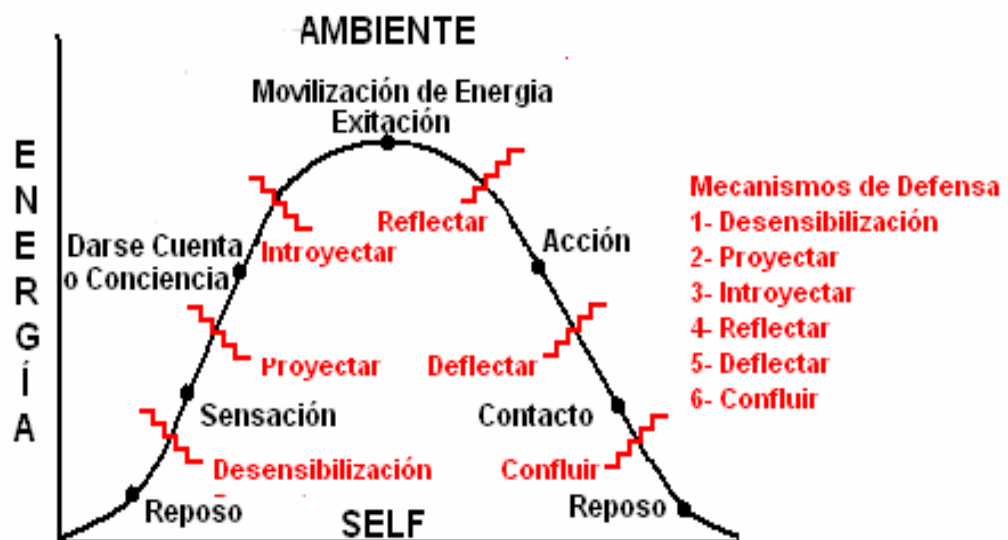 AMBIENTE
Movilización de Energia
Exitación
ENERGÍA
Reflectar
Introyectar
Darse Cuenta
o Conciencia
Acción
Proyectar
Deflectar
Sensación
Contacto
Desensibilización
Confluir
Reposo
Reposo
SELF
Mecanismos de Defensa
1- Desensibilización
2- Proyectar
3- Introyectar
4- Reflectar
5- Deflectar
6- Confluir